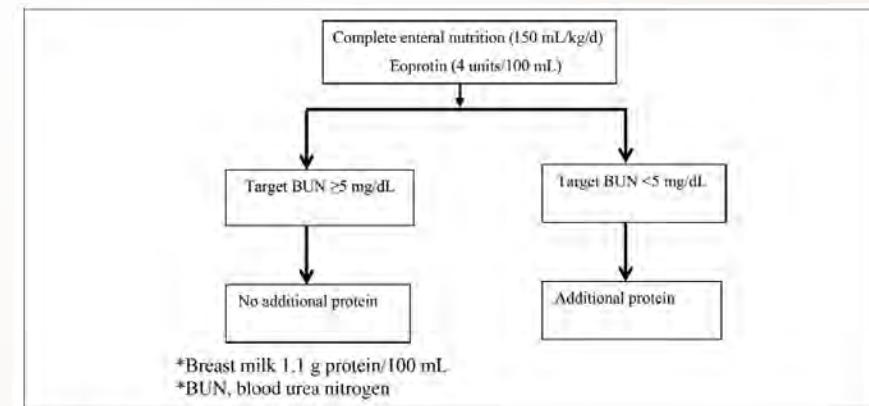 Complete enteral nutrition (150 mL/kg/d)
Eoprotin (4 units/100 mL)
Target BUN ≥5 mg/dL
Target BUN <5 mg/dL
No additional protein
Additional protein
*Breast milk 1.1 g protein/100 mL
*BUN, blood urea nitrogen